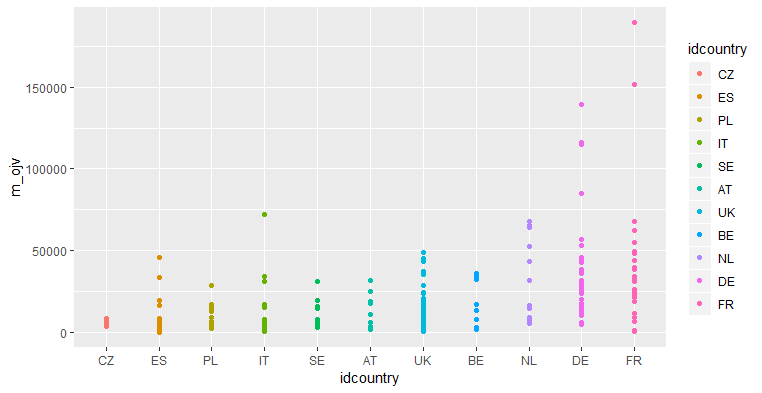 m_ojv
150000
100000
50000
0
CZ ES PL IT SE AT UK BE NL DE FR
idcountry
idcountry
CZ
ES
PL
IT
SE
AT
UK
BE
NL
DE
FR